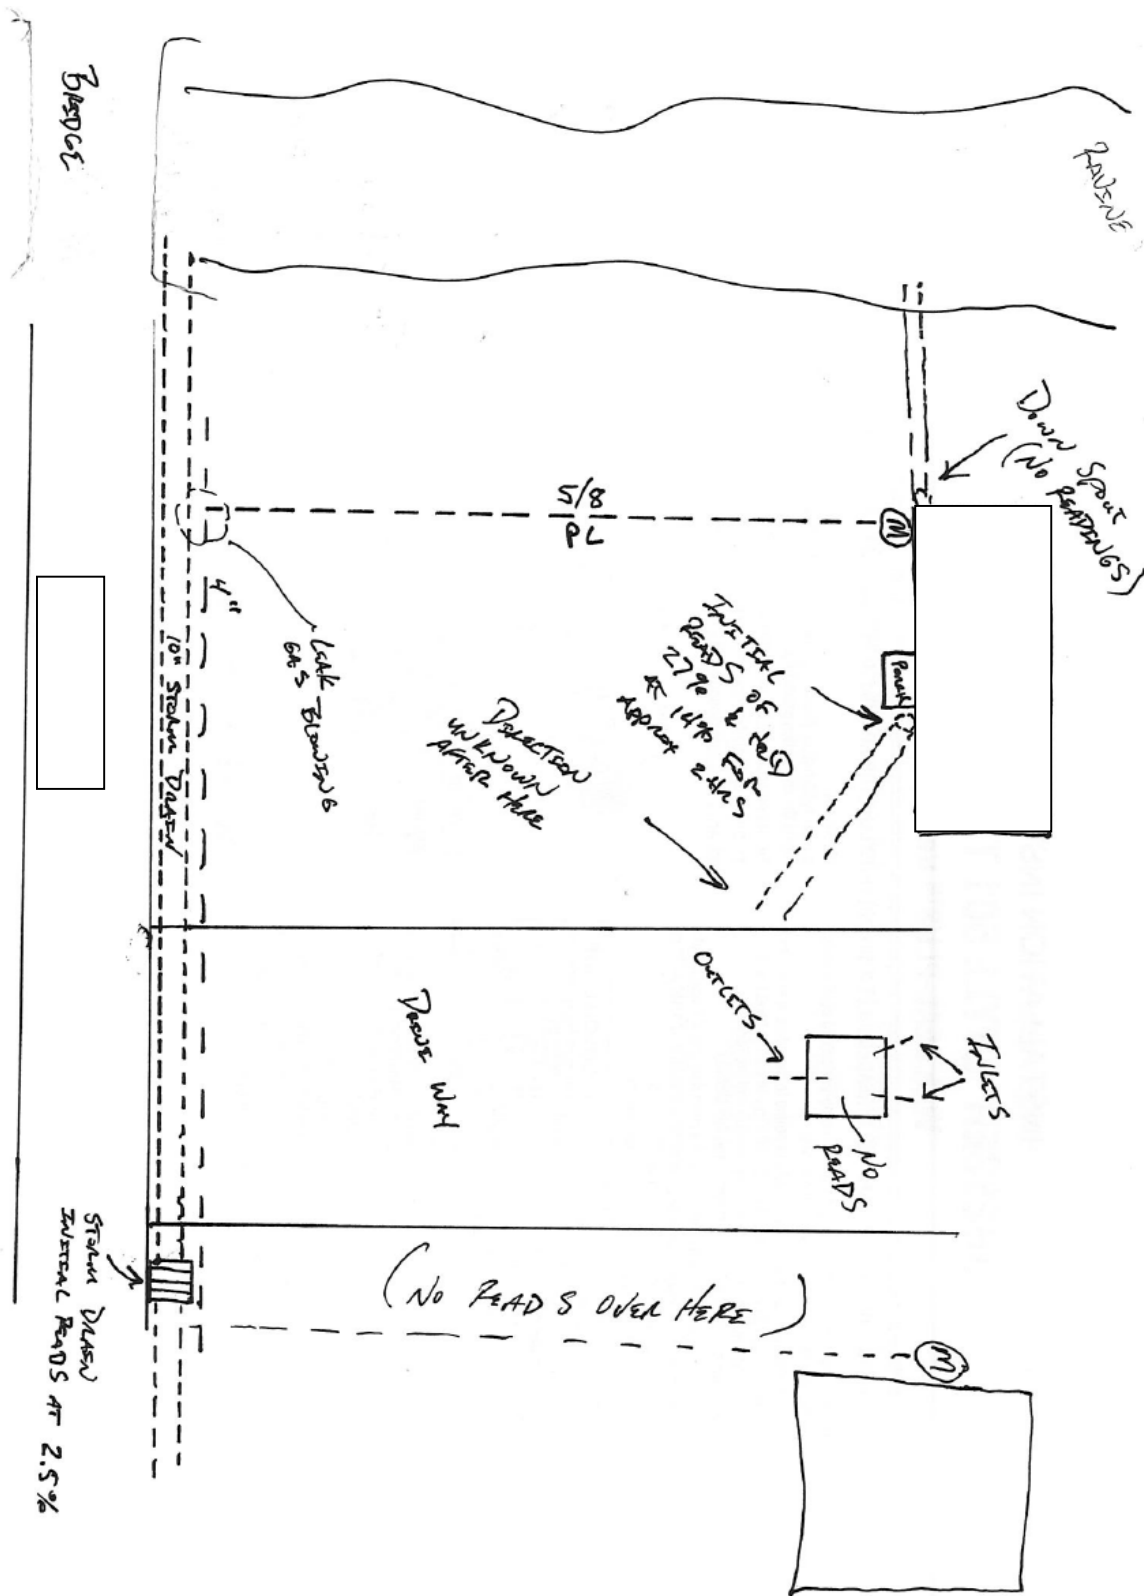 BRIDGE
RAVINE
DOWN SPOUT
(NO READINGS)
5/8
PL
M
4"
10" STORM DRAIN
LEAK BLOWING
GAS
INITIAL
READS OF
27% &
AT 14% FOR
APPROX 2 HRS
DIRECTION
UNKNOWN
AFTER HERE
OUTLETS
INLETS
NO
READS
DRIVE WAY
(NO READS OVER HERE)
M
STORM DRAIN
INITIAL READS AT 2.5%